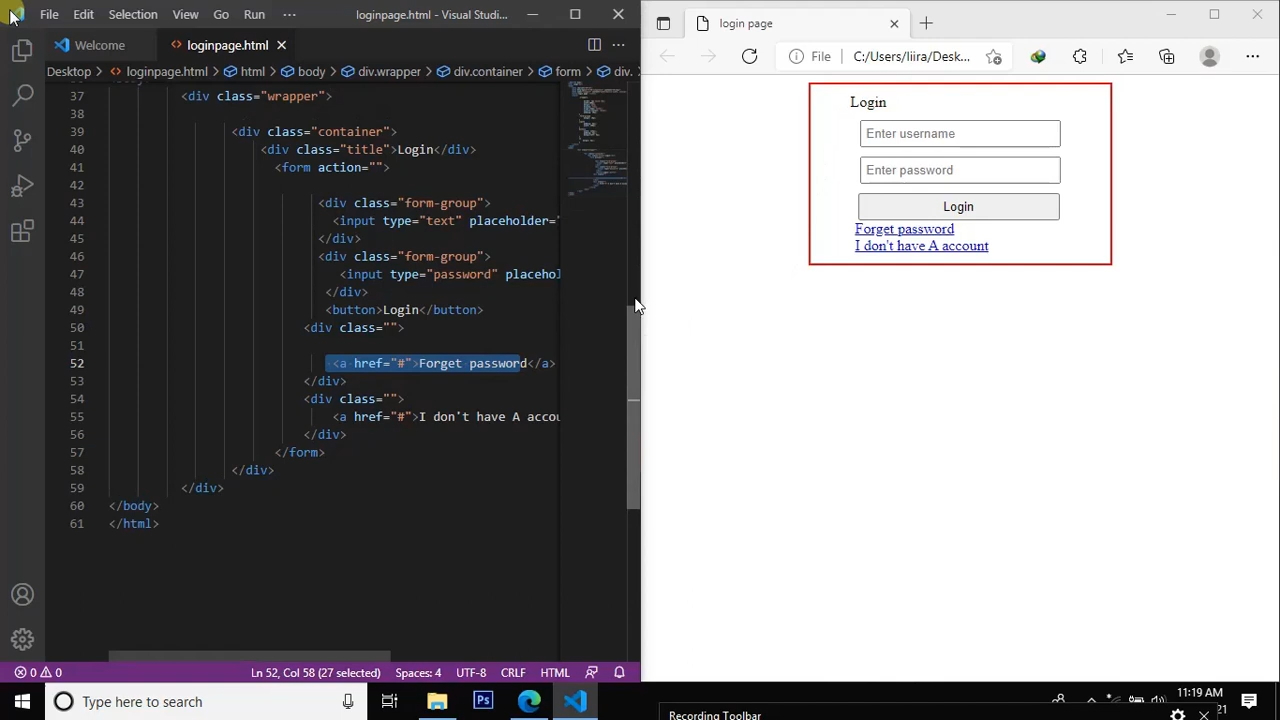 File Edit Selection View Go Run ··· loginpage.html - Visual Studi...
Welcome loginpage.html
Desktop > loginpage.html > html > body > div.wrapper > div.container > form > div.
37 <div class="wrapper">
38
39 <div class="container">
40 <div class="title">Login</div>
41 <form action="">
42
43 <div class="form-group">
44 <input type="text" placeholder="
45 </div>
46 <div class="form-group">
47 <input type="password" placehol
48 </div>
49 <button>Login</button>
50 <div class="">
51
52 <a href="#">Forget password</a>
53 </div>
54 <div class="">
55 <a href="#">I don't have A accou
56 </div>
57 </form>
58 </div>
59 </div>
60 </body>
61 </html>
0 0 Ln 52, Col 58 (27 selected) Spaces: 4 UTF-8 CRLF HTML
login page
File C:/Users/liira/Desk...
Login
Enter username
Enter password
Login
Forget password
I don't have A account
Type here to search
Ps
11:19 AM
21
Recording Toolbar